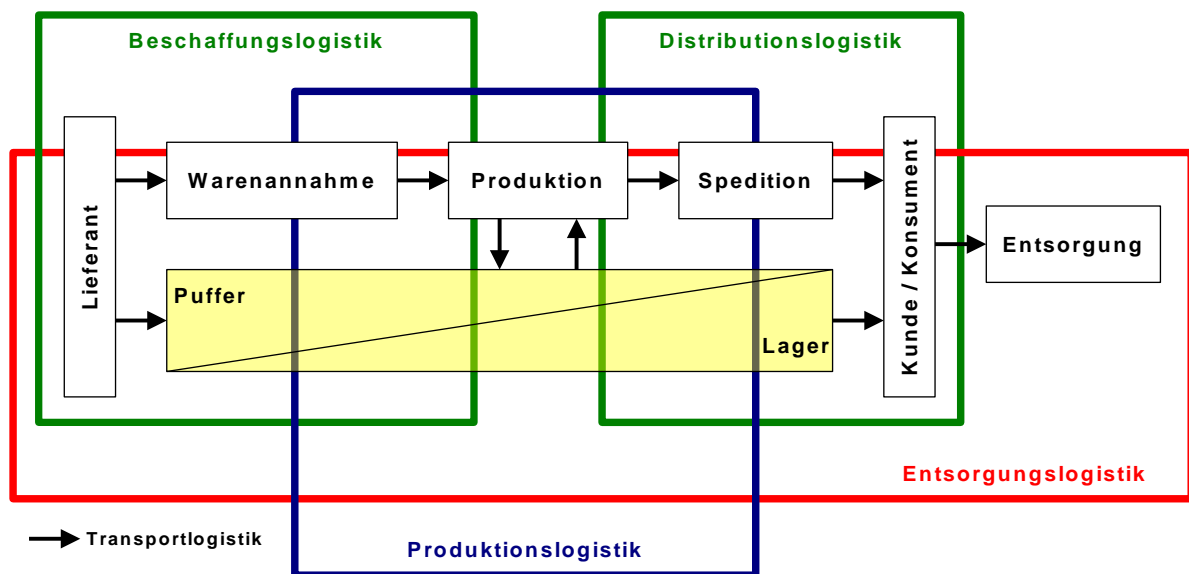 Beschaffungslogistik
Distributionslogistik
Lieferant
Warenannahme
Produktion
Spedition
Kunde / Konsument
Entsorgung
Puffer
Lager
Entsorgungslogistik
Transportlogistik
Produktionslogistik